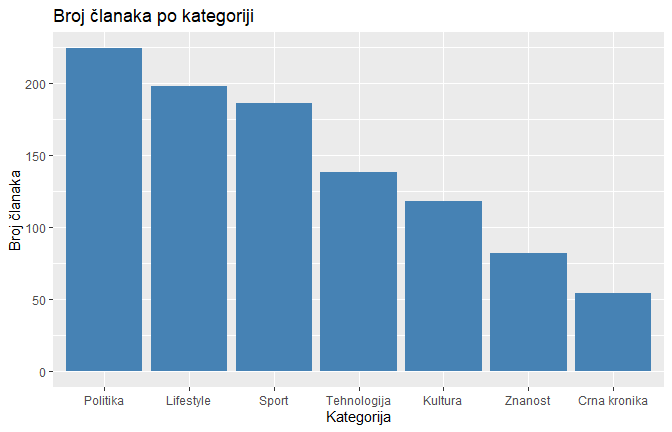 Broj članaka po kategoriji
Broj članaka
200
150
100
50
0
Politika Lifestyle Sport Tehnologija Kultura Znanost Crna kronika
Kategorija